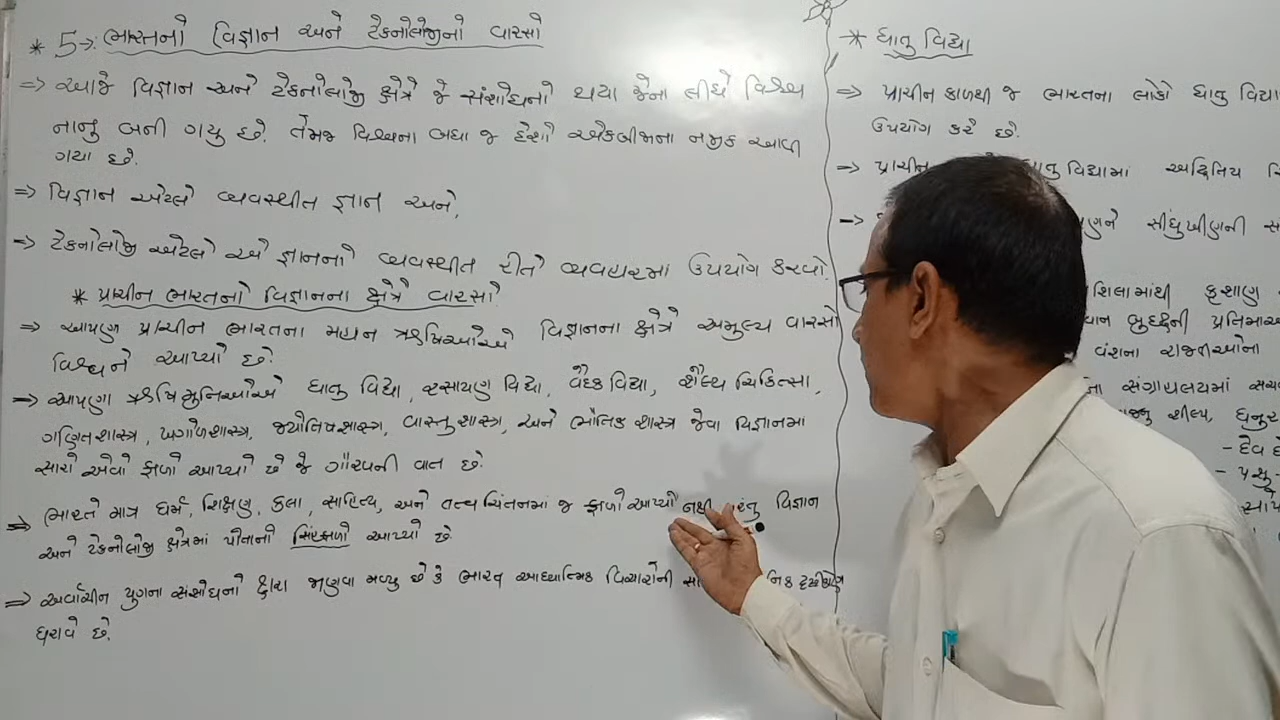 * 5→: ભારતનો વિજ્ઞાન અને ટેકનોલોજીનો વારસો
⇒ આજે વિજ્ઞાન અને ટેકનોલોજી ક્ષેત્રે જે સંશોધનો થયા જેના લીધે વિશ્વ
નાનુ બની ગયુ છે. તેમજ વિશ્વના બધા જ દેશો એકબીજાના નજીક આવી
ગયા છે.
⇒ વિજ્ઞાન એટલે વ્યવસ્થીત જ્ઞાન અને,
⇒ ટેકનોલોજી એટલે એ જ્ઞાનનો વ્યવસ્થીત રીતે વ્યવહારમાં ઉપયોગ કરવો.
* પ્રાચીન ભારતનો વિજ્ઞાનના ક્ષેત્રે વારસો
⇒ આપણા પ્રાચીન ભારતના મહાન ઋષિઓએ વિજ્ઞાનના ક્ષેત્રે અમુલ્ય વારસો
વિશ્વને આપ્યો છે.
⇒ આપણા ઋષિમુનિઓએ ધાતુ વિદ્યા, રસાયણ વિદ્યા, વૈદક વિદ્યા, શૈલ્ય ચિકિત્સા,
ગણિતશાસ્ત્ર, ખગોળશાસ્ત્ર, જ્યોતિષશાસ્ત્ર, વાસ્તુશાસ્ત્ર, અને ભૌતિક શાસ્ત્ર જેવા વિજ્ઞાનમાં
સારો એવો ફાળો આપ્યો છે જે ગૌરવની વાત છે.
⇒ ભારતે માત્ર ધર્મ, શિક્ષણ, કલા, સાહિત્ય, અને તત્વ ચિંતનમાં જ ફાળો આપ્યો નથી પરંતુ વિજ્ઞાન
અને ટેકનોલોજી ક્ષેત્રમાં પોતાનો સિંહફાળો આપ્યો છે
⇒ અર્વાચીન યુગના સંસોધનો દ્વારા જાણવા મળ્યુ છે કે ભારત આધ્યાત્મિક વિચારોની
ધરાવે છે.
* ધાતુ વિદ્યા
⇒ પ્રાચીન કાળથી જ ભારતના લોકો ધાતુ
ઉપયોગ કરે છે.
⇒ પ્રાચીન ધાતુવિદ્યામાં અદ્વિતિય
→ સીંધુખીણની
કુશાણ
બુદ્ધની
વંશના રાજાઓના
સંગ્રહાલયમાં
શીલ્પ,
- દેવ
- પશુ-